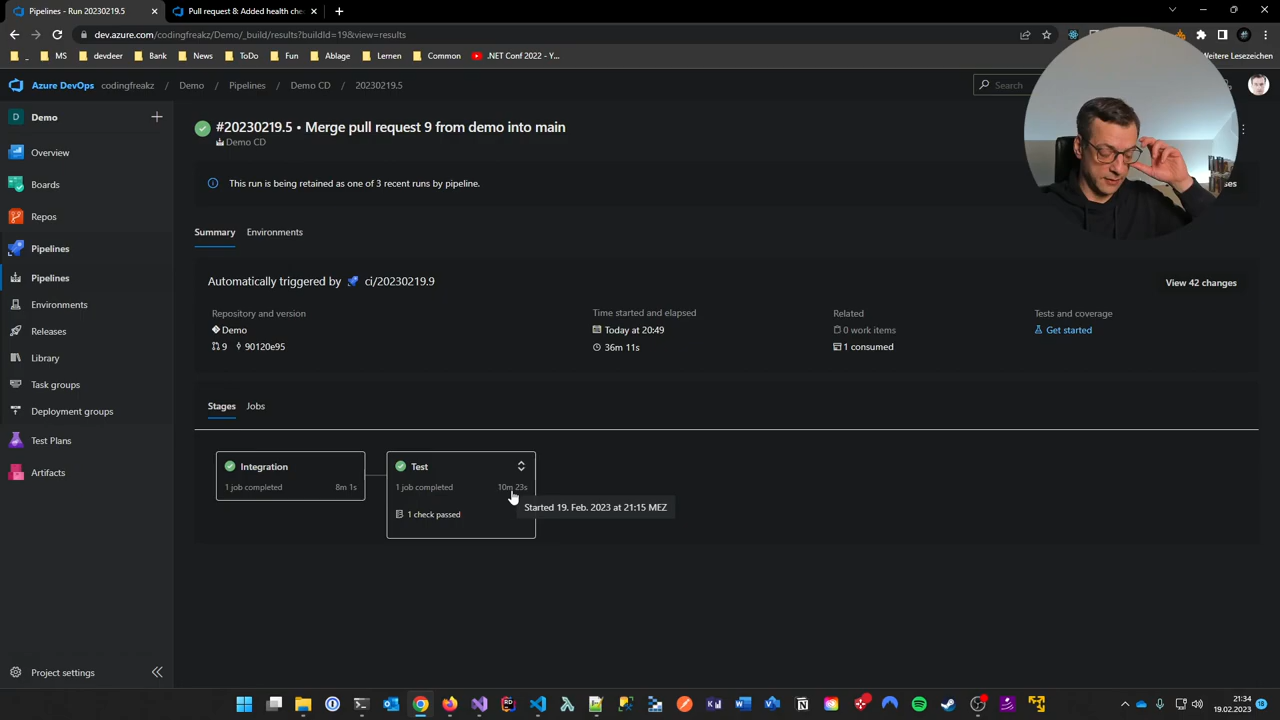 Pipelines - Run 20230219.5
Pull request & Added health che
dev.azure.com/codingfreakz/Demo/_build/results?buildId=19&view=results
MS
devdeer
Bank
News
ToDo
Fun
Ablage
Lernen
Common
.NET Conf 2022 - Y...
Weitere Lesezeichen
Azure DevOps
codingfreakz
/
Demo
/
Pipelines
/
Demo CD
/
20230219.5
Search
D
Demo
Overview
Boards
Repos
Pipelines
Pipelines
Environments
Releases
Library
Task groups
Deployment groups
Test Plans
Artifacts
Project settings
#20230219.5 • Merge pull request 9 from demo into main
Demo CD
This run is being retained as one of 3 recent runs by pipeline.
Summary
Environments
Automatically triggered by ci/20230219.9
View 42 changes
Repository and version
Demo
9 90120e95
Time started and elapsed
Today at 20:49
36m 11s
Related
0 work items
1 consumed
Tests and coverage
Get started
Stages
Jobs
Integration
1 job completed 8m 1s
Test
1 job completed 10m 23s
1 check passed
Started 19. Feb. 2023 at 21:15 MEZ
21:34
19.02.2023